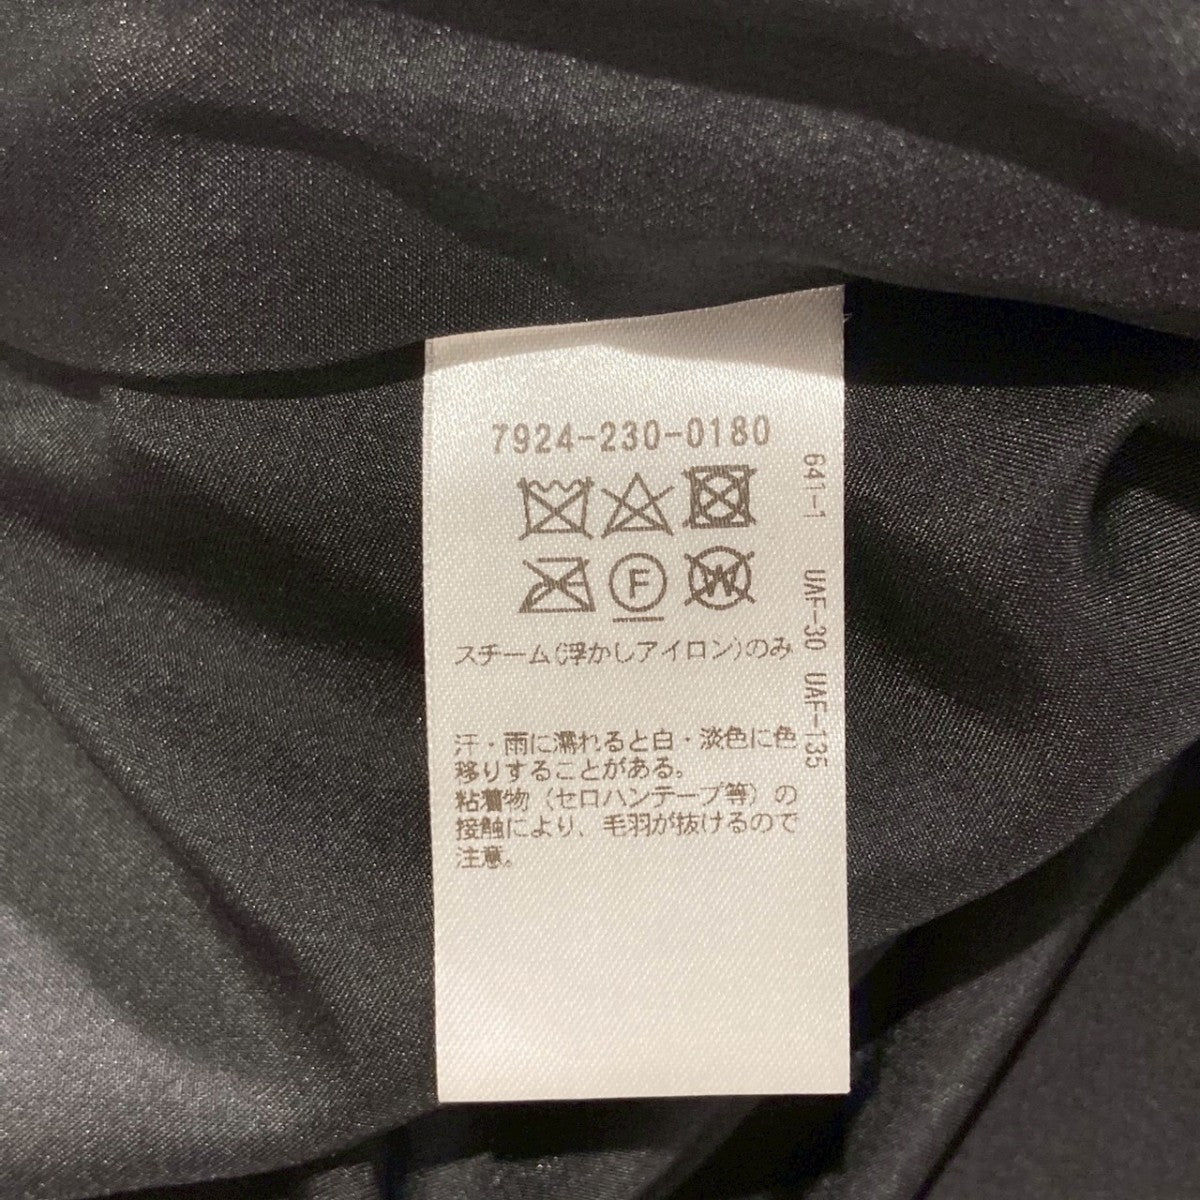 7924-230-0180
F
W
スチーム(浮かしアイロン)のみ
汗・雨に濡れると白・淡色に色
移りすることがある。
粘着物（セロハンテープ等）の
接触により、毛羽が抜けるので
注意。
641-1 UAF-30 UAF-135